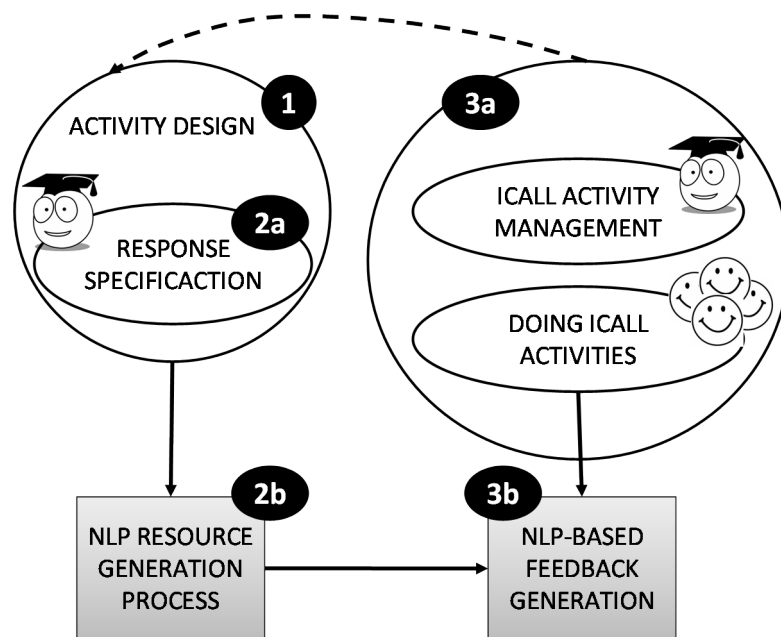 1
ACTIVITY DESIGN
2a
RESPONSE
SPECIFICACTION
3a
ICALL ACTIVITY
MANAGEMENT
DOING ICALL
ACTIVITIES
2b
NLP RESOURCE
GENERATION
PROCESS
3b
NLP-BASED
FEEDBACK
GENERATION